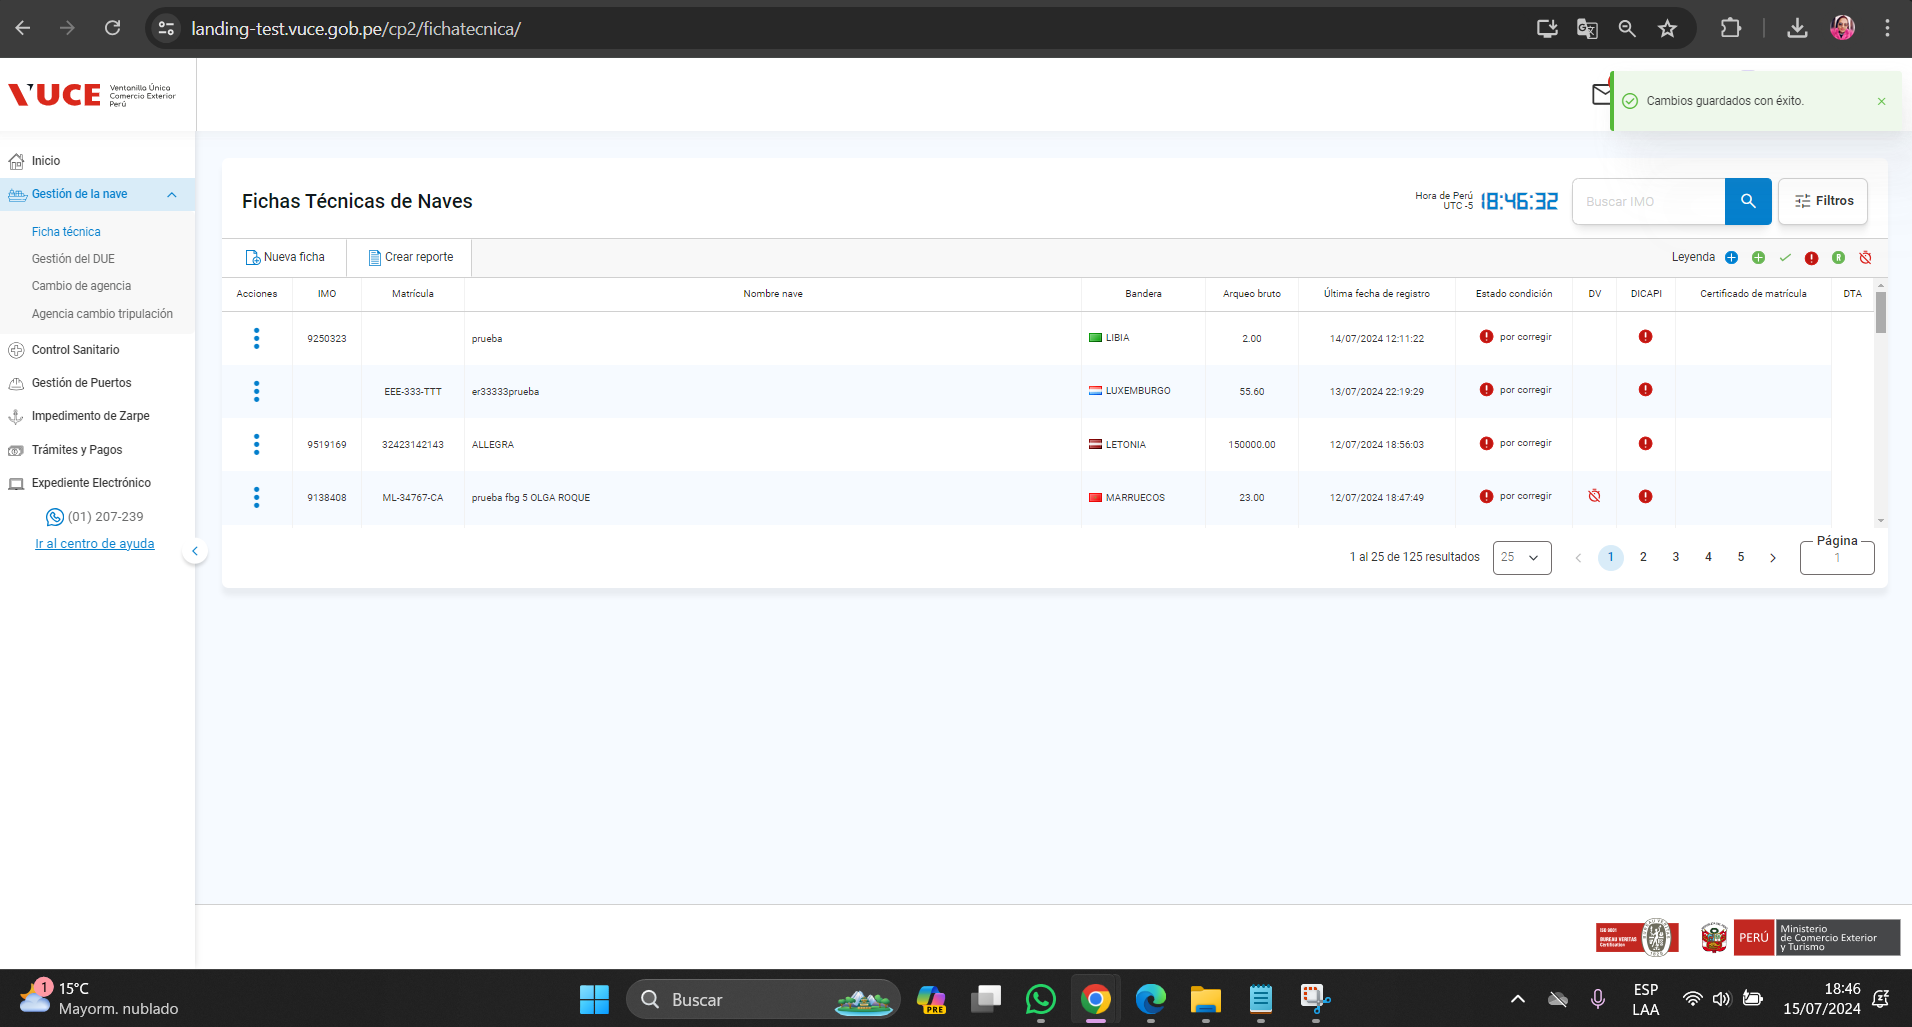 landing-test.vuce.gob.pe/cp2/fichatecnica/
VUCE
Ventanilla Única
Comercio Exterior
Perú
Cambios guardados con éxito.
Inicio
Gestión de la nave
Ficha técnica
Gestión del DUE
Cambio de agencia
Agencia cambio tripulación
Control Sanitario
Gestión de Puertos
Impedimento de Zarpe
Trámites y Pagos
Expediente Electrónico
(01) 207-239
Ir al centro de ayuda
Fichas Técnicas de Naves
Hora de Perú
UTC -5
18:46:32
Buscar IMO
Filtros
Nueva ficha
Crear reporte
Leyenda
R
Acciones IMO Matrícula Nombre nave Bandera Arqueo bruto Última fecha de registro Estado condición DV DICAPI Certificado de matrícula DTA
9250323 prueba LIBIA 2.00 14/07/2024 12:11:22 por corregir
EEE-333-TTT er33333prueba LUXEMBURGO 55.60 13/07/2024 22:19:29 por corregir
9519169 32423142143 ALLEGRA LETONIA 150000.00 12/07/2024 18:56:03 por corregir
9138408 ML-34767-CA prueba fbg 5 OLGA ROQUE MARRUECOS 23.00 12/07/2024 18:47:49 por corregir
1 al 25 de 125 resultados
25
1 2 3 4 5
Página
1
ISO 9001
BUREAU VERITAS
Certification
PERÚ
Ministerio
de Comercio Exterior
y Turismo
1
15°C
Mayorm. nublado
Buscar
PRE
ESP
LAA
18:46
15/07/2024